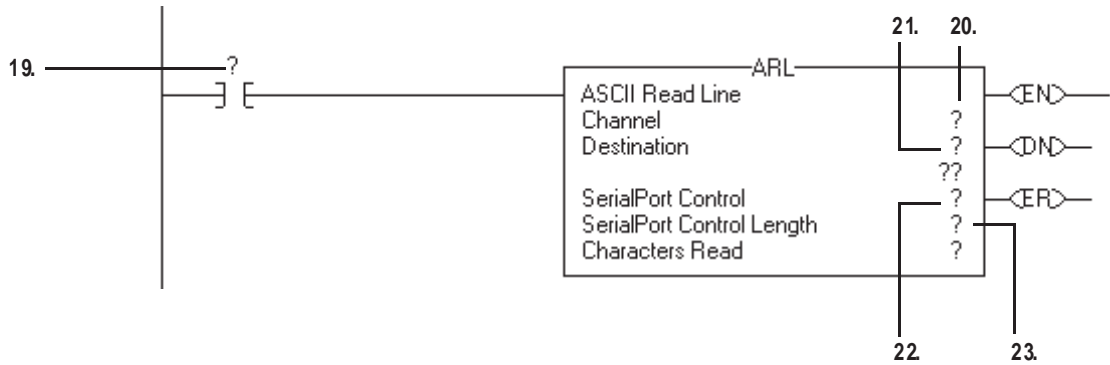 21. 20.
19. ?
ARL
ASCII Read Line EN
Channel ?
Destination ? DN
??
SerialPort Control ? ER
SerialPort Control Length ?
Characters Read ?
22. 23.